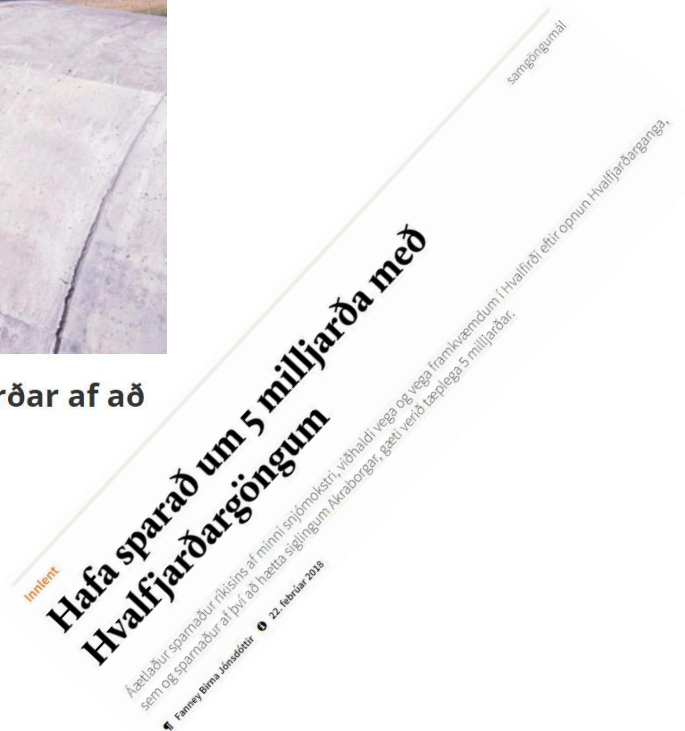 rðar af að
Innlent
samgöngumál
Hafa sparað um 5 milljarða með
Hvalfjarðargöngum
Áætlaður sparnaður ríkisins af minni snjómokstri, viðhaldi vega og vega framkvæmdum í Hvalfirði eftir opnun Hvalfjarðarganga,
sem og sparnaður af því að hætta siglingum Akraborgar, gæti verið tæplega 5 milljarðar.
¶ Fanney Birna Jónsdóttir 22. febrúar 2018